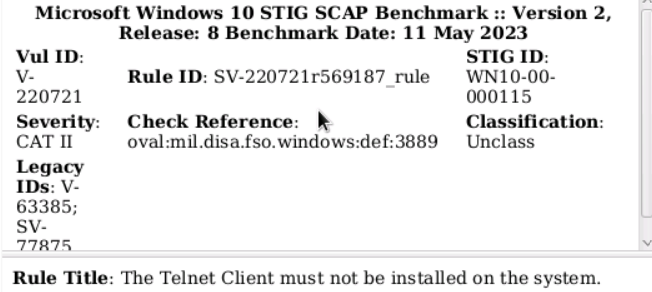 Microsoft Windows 10 STIG SCAP Benchmark :: Version 2,
Release: 8 Benchmark Date: 11 May 2023
Vul ID:
V-
220721
Rule ID: SV-220721r569187_rule
STIG ID:
WN10-00-
000115
Severity:
CAT II
Check Reference:
oval:mil.disa.fso.windows:def:3889
Classification:
Unclass
Legacy
IDs: V-
63385;
SV-
77875
Rule Title: The Telnet Client must not be installed on the system.